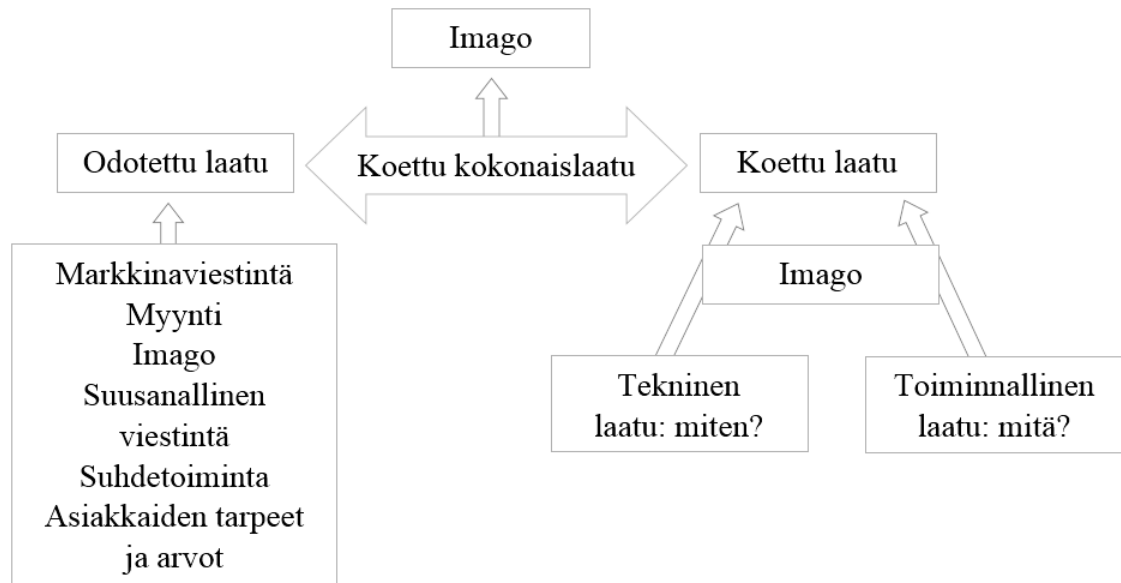 Imago
Odotettu laatu
Koettu kokonaislaatu
Koettu laatu
Markkinaviestintä
Myynti
Imago
Suusanallinen
viestintä
Suhdetoiminta
Asiakkaiden tarpeet
ja arvot
Imago
Tekninen
laatu: miten?
Toiminnallinen
laatu: mitä?